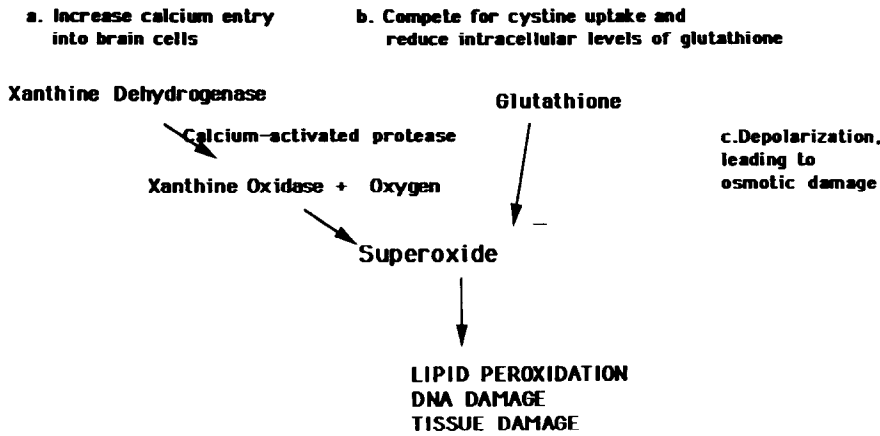 a. Increase calcium entry
into brain cells
b. Compete for cystine uptake and
reduce intracellular levels of glutathione
Xanthine Dehydrogenase
Glutathione
Calcium-activated protease
c.Depolarization,
leading to
osmotic damage
Xanthine Oxidase + Oxygen
–
Superoxide
LIPID PEROXIDATION
DNA DAMAGE
TISSUE DAMAGE